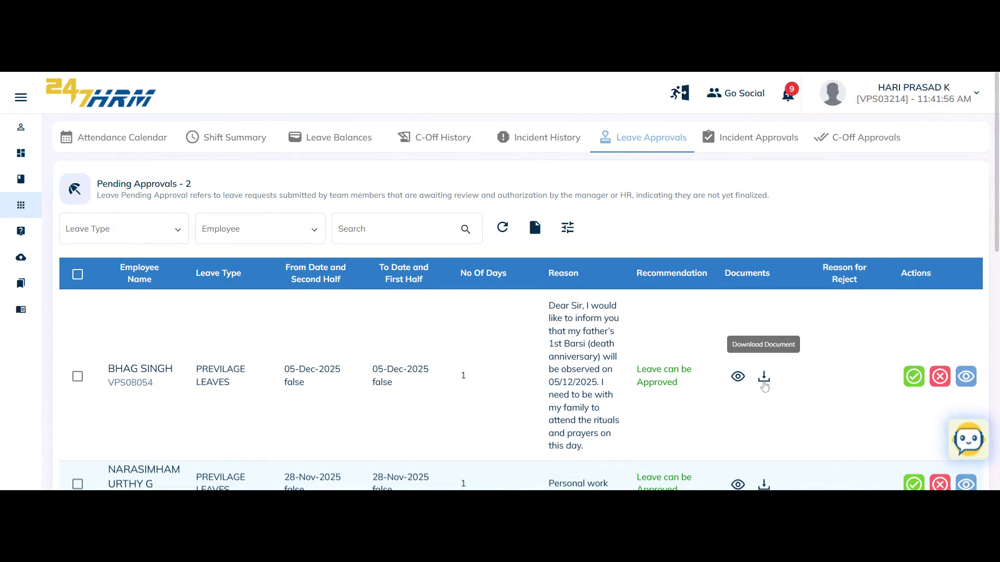 247HRM
Go Social
9
HARI PRASAD K
[VPS03214] - 11:41:56 AM
Attendance Calendar
Shift Summary
Leave Balances
C-Off History
Incident History
Leave Approvals
Incident Approvals
C-Off Approvals
Pending Approvals - 2
Leave Pending Approval refers to leave requests submitted by team members that are awaiting review and authorization by the manager or HR, indicating they are not yet finalized.
Leave Type
Employee
Search
Employee
Name
Leave Type
From Date and
Second Half
To Date and
First Half
No Of Days
Reason
Recommendation
Documents
Reason for
Reject
Actions
BHAG SINGH
VPS08054
PREVILAGE
LEAVES
05-Dec-2025
false
05-Dec-2025
false
1
Dear Sir, I would
like to inform you
that my father’s
1st Barsi (death
anniversary) will
be observed on
05/12/2025. I
need to be with
my family to
attend the rituals
and prayers on
this day.
Leave can be
Approved
Download Document
NARASIMHAM
URTHY G
PREVILAGE
LEAVES
28-Nov-2025
false
28-Nov-2025
false
1
Personal work
Leave can be
Approved